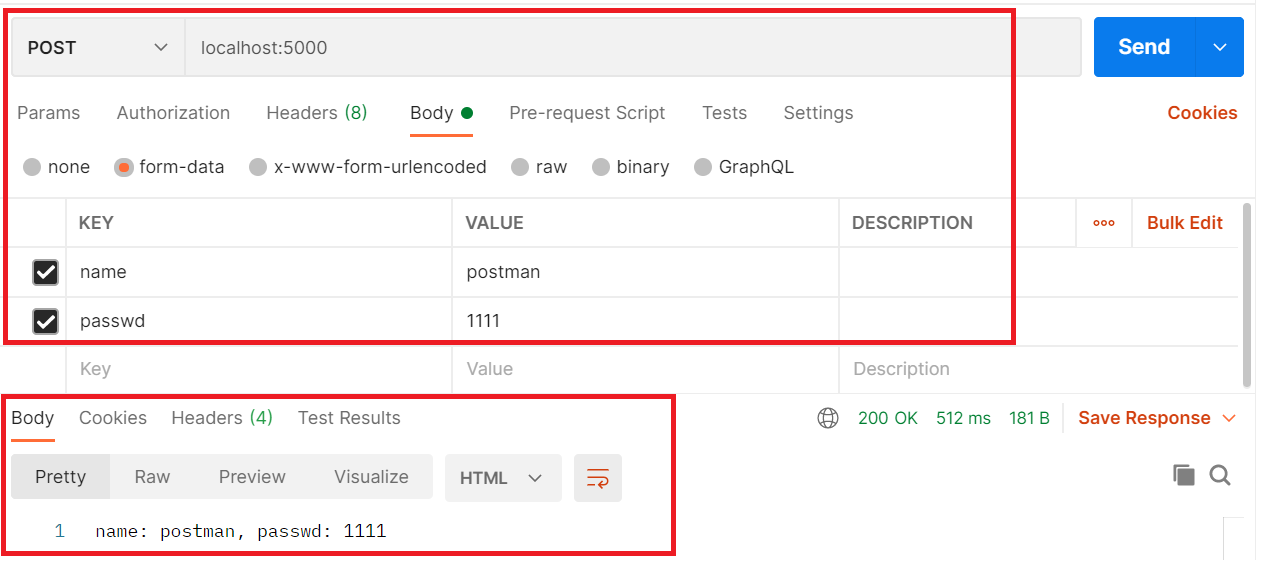 POST localhost:5000 Send
Params Authorization Headers (8) Body Pre-request Script Tests Settings Cookies
none form-data x-www-form-urlencoded raw binary GraphQL
KEY VALUE DESCRIPTION Bulk Edit
name postman
passwd 1111
Key Value Description
Body Cookies Headers (4) Test Results 200 OK 512 ms 181 B Save Response
Pretty Raw Preview Visualize HTML
1 name: postman, passwd: 1111